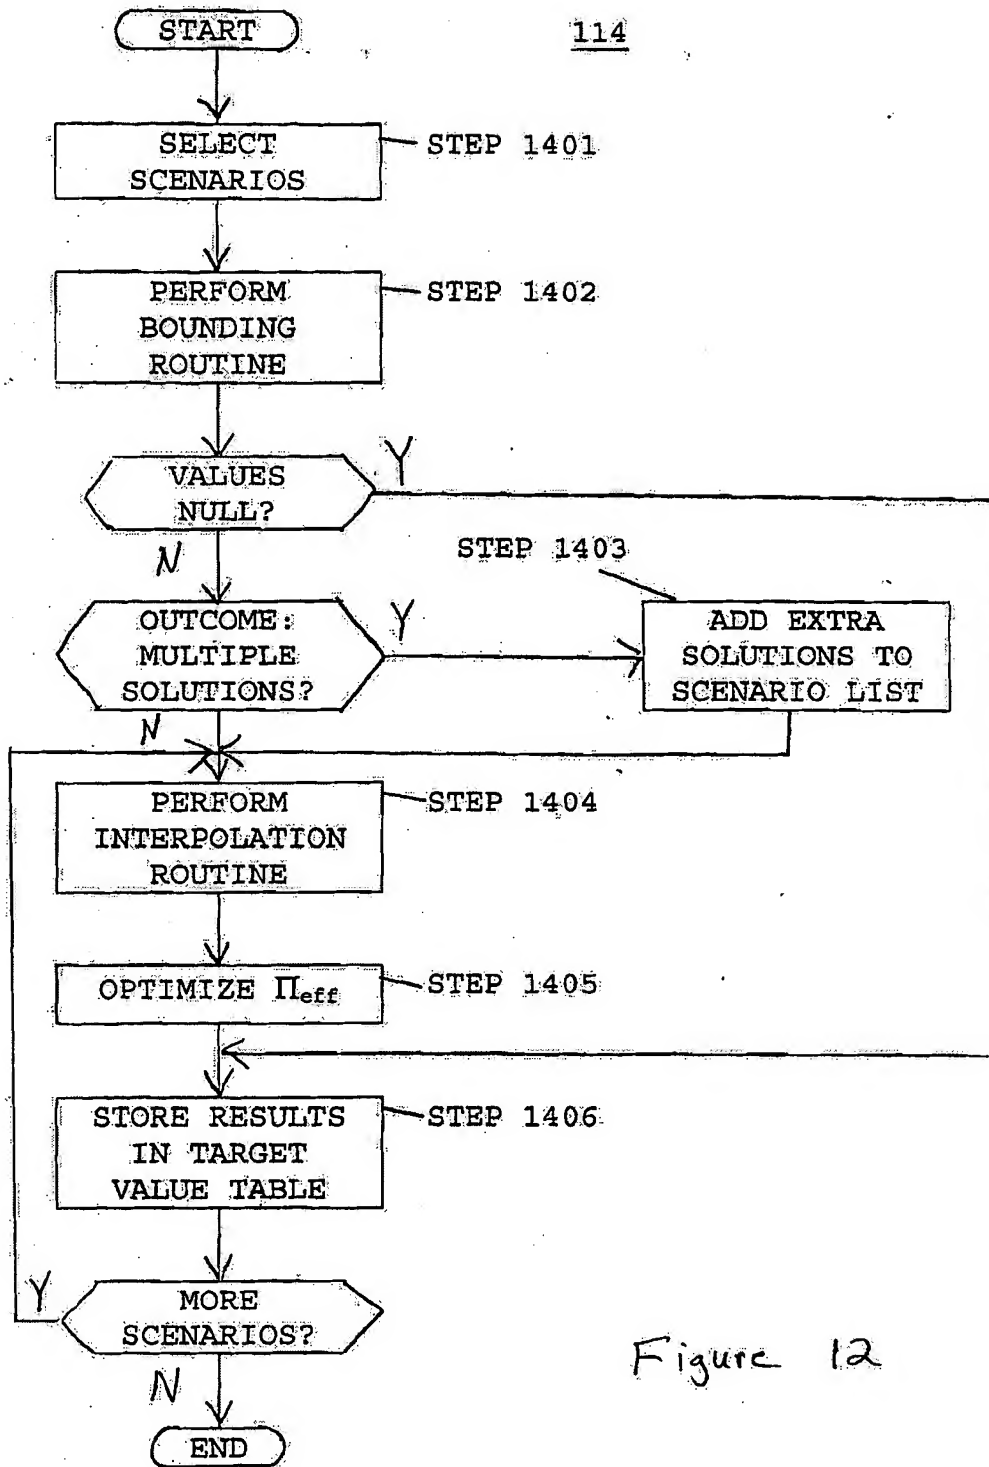 START
114
SELECT
SCENARIOS
STEP 1401
PERFORM
BOUNDING
ROUTINE
STEP 1402
VALUES
NULL?
Y
N
STEP 1403
OUTCOME:
MULTIPLE
SOLUTIONS?
Y
N
ADD EXTRA
SOLUTIONS TO
SCENARIO LIST
PERFORM
INTERPOLATION
ROUTINE
STEP 1404
OPTIMIZE Πeff
STEP 1405
STORE RESULTS
IN TARGET
VALUE TABLE
STEP 1406
Y
MORE
SCENARIOS?
N
END
Figure 12